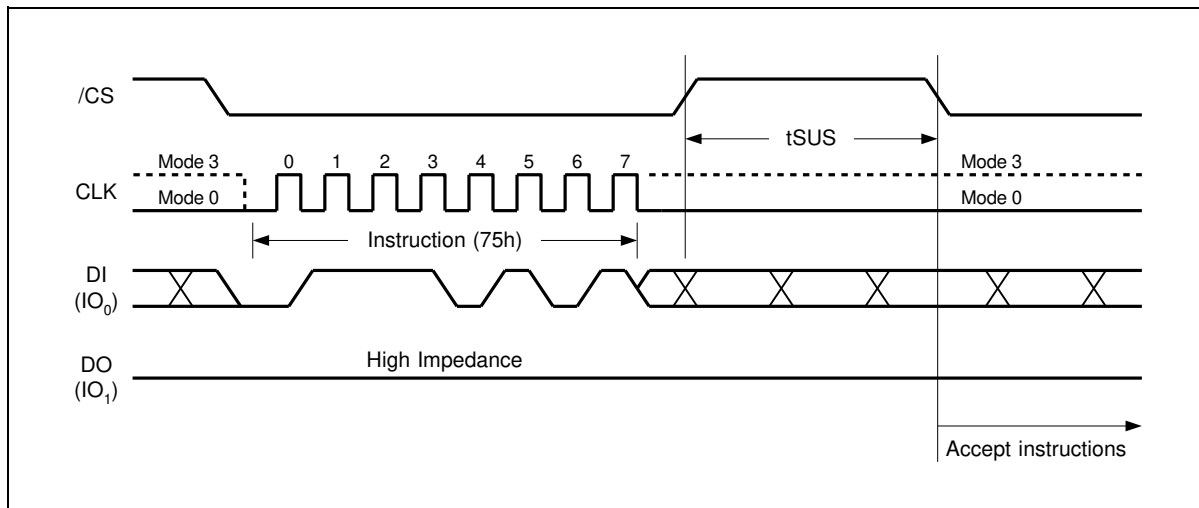 /CS
tSUS
Mode 3
0 1 2 3 4 5 6 7
Mode 3
CLK
Mode 0
Mode 0
Instruction (75h)
DI
(IO0)
High Impedance
DO
(IO1)
Accept instructions